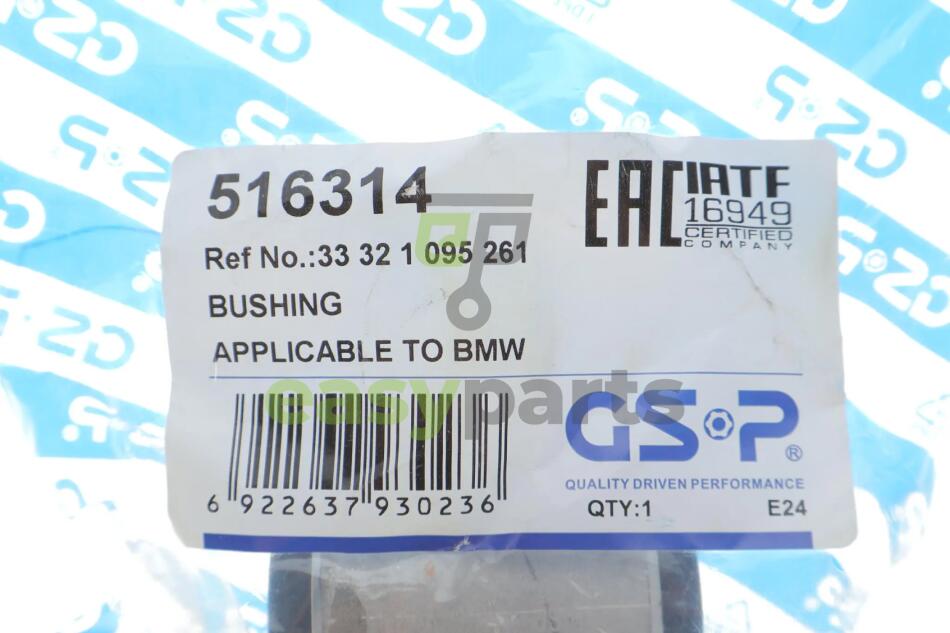 516314
EAC
IATF
16949
CERTIFIED
COMPANY
Ref No.:33 32 1 095 261
BUSHING
APPLICABLE TO BMW
easyparts
GSP®
QUALITY DRIVEN PERFORMANCE
6 922637 930236
QTY:1
E24